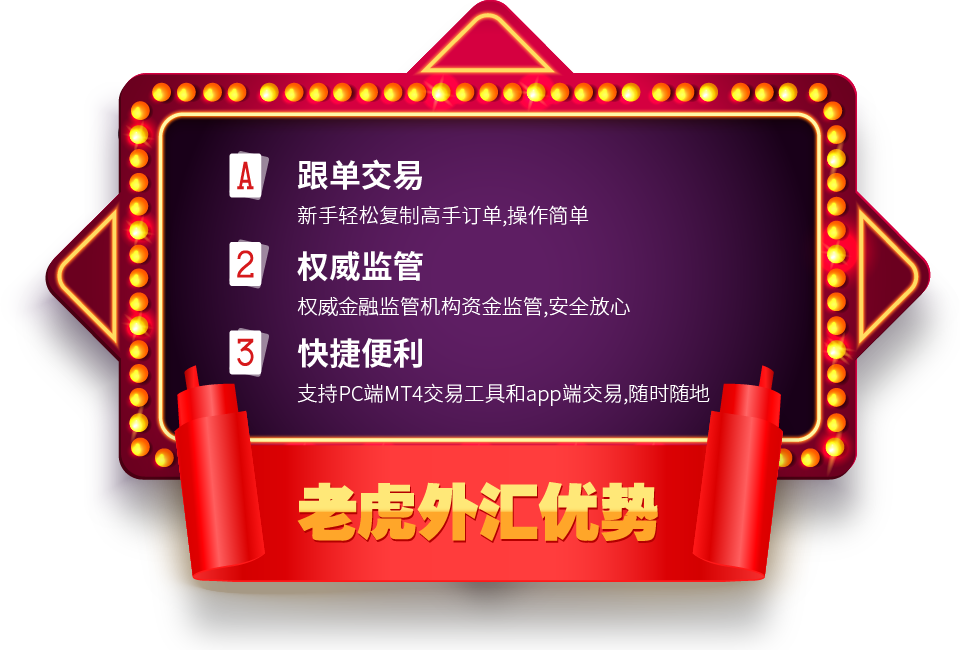 A 跟单交易
新手轻松复制高手订单,操作简单
2 权威监管
权威金融监管机构资金监管,安全放心
3 快捷便利
支持PC端MT4交易工具和app端交易,随时随地
老虎外汇优势